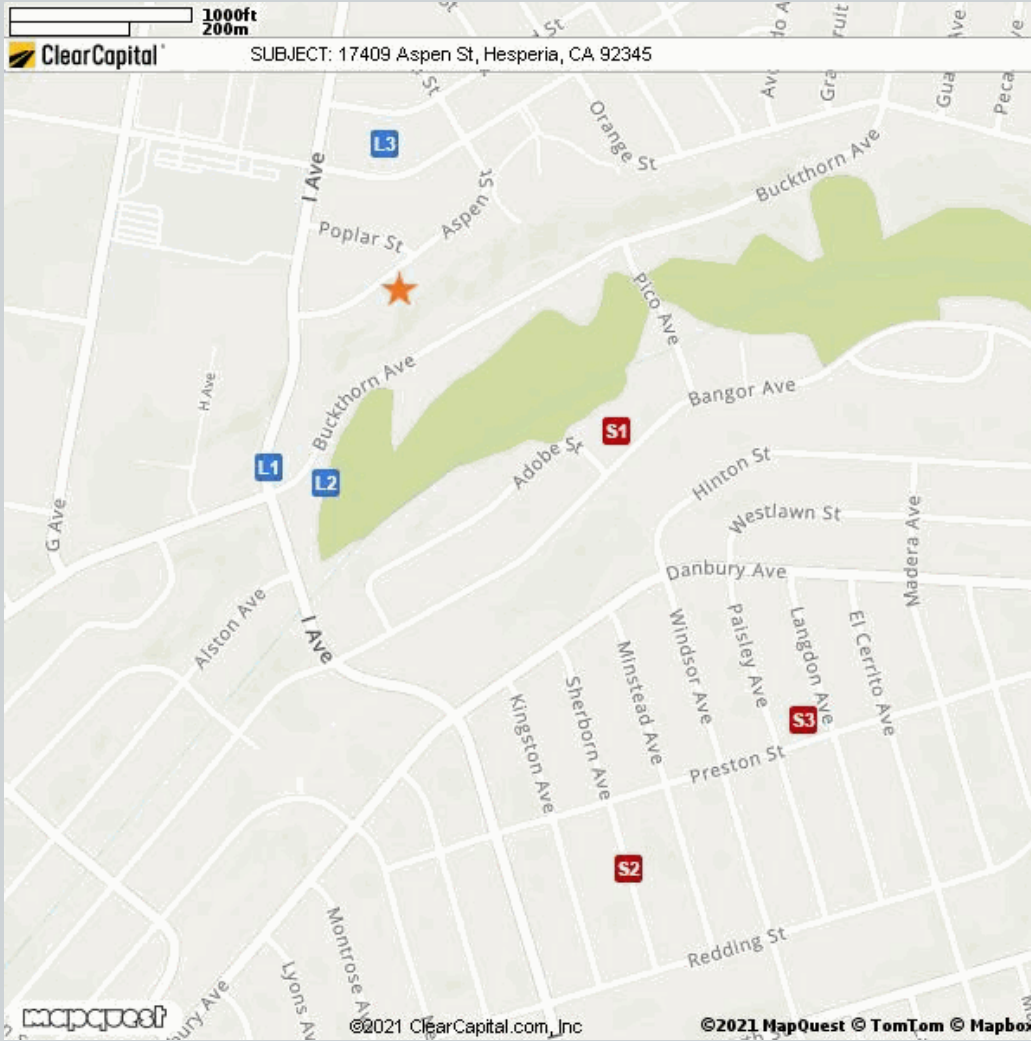 1000ft
200m
ClearCapital
SUBJECT: 17409 Aspen St, Hesperia, CA 92345
St
St
Ave
Orange St
Buckthorn Ave
L3
I Ave
Aspen St
Poplar St
Pico Ave
H Ave
Buckthorn Ave
Bangor Ave
S1
L1
L2
Adobe St
Hinton St
G Ave
Westlawn St
Madera Ave
Danbury Ave
Alston Ave
I Ave
Windsor Ave
Paisley Ave
Langdon Ave
El Cerrito Ave
Minstead Ave
Sherborn Ave
Kingston Ave
S3
Preston St
S2
Redding St
Montrose
Lyons
Ave
mapquest
©2021 ClearCapital.com, Inc
©2021 MapQuest © TomTom © Mapbox